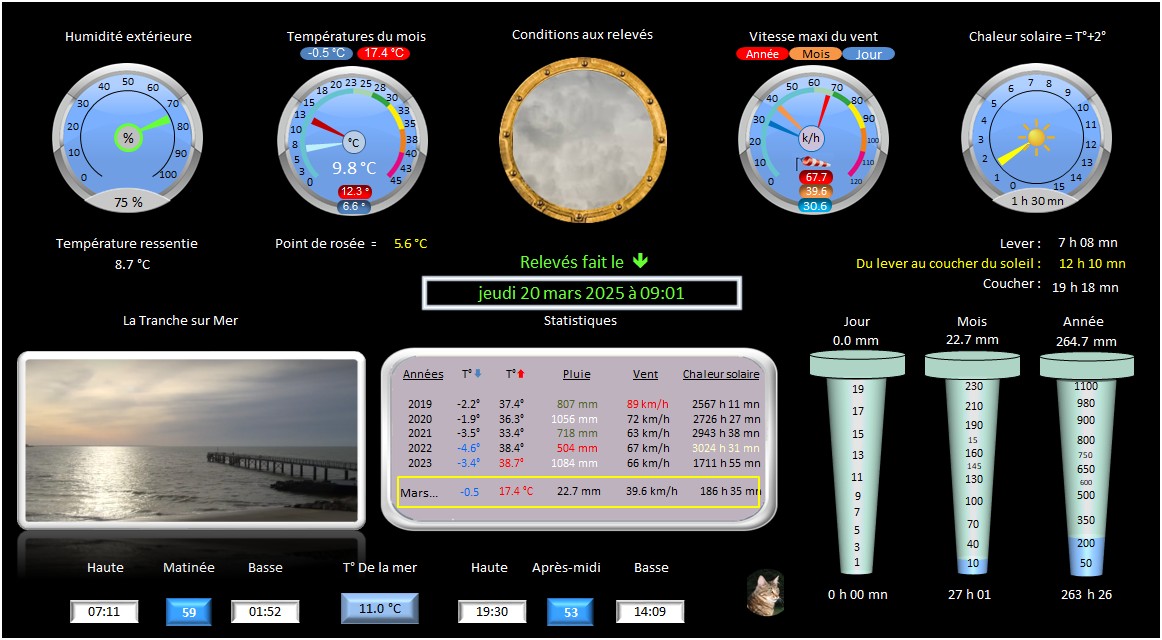 Humidité extérieure
Températures du mois
-0.5 °C 17.4 °C
Conditions aux relevés
Vitesse maxi du vent
Année Mois Jour
Chaleur solaire = T°+2°
0 10 20 30 40 50 60 70 80 90 100
%
75 %
0 3 5 8 10 13 15 18 20 23 25 28 30 33 35 38 40 43 45
°C
9.8 °C
12.3 °
6.6 °
0 10 20 30 40 50 60 70 80 90 100 110 120
k/h
67.7
39.6
30.6
0 1 2 3 4 5 6 7 8 9 10 11 12 13 14 15
1 h 30 mn
Température ressentie
8.7 °C
Point de rosée = 5.6 °C
Relevés fait le
jeudi 20 mars 2025 à 09:01
Lever : 7 h 08 mn
Du lever au coucher du soleil : 12 h 10 mn
Coucher : 19 h 18 mn
La Tranche sur Mer
Statistiques
Années T° T° Pluie Vent Chaleur solaire
2019 -2.2° 37.4° 807 mm 89 km/h 2567 h 11 mn
2020 -1.9° 36.3° 1056 mm 72 km/h 2726 h 27 mn
2021 -3.5° 33.4° 718 mm 63 km/h 2943 h 38 mn
2022 -4.6° 38.4° 504 mm 67 km/h 3024 h 31 mn
2023 -3.4° 38.7° 1084 mm 66 km/h 1711 h 55 mn
Mars... -0.5 17.4 °C 22.7 mm 39.6 km/h 186 h 35 mn
Jour
0.0 mm
19
17
15
13
11
9
7
5
3
1
0 h 00 mn
Mois
22.7 mm
230
210
190
15
160
145
130
100
70
40
10
27 h 01
Année
264.7 mm
1100
980
900
800
750
650
600
500
350
200
50
263 h 26
Haute Matinée Basse
07:11 59 01:52
T° De la mer
11.0 °C
Haute Après-midi Basse
19:30 53 14:09